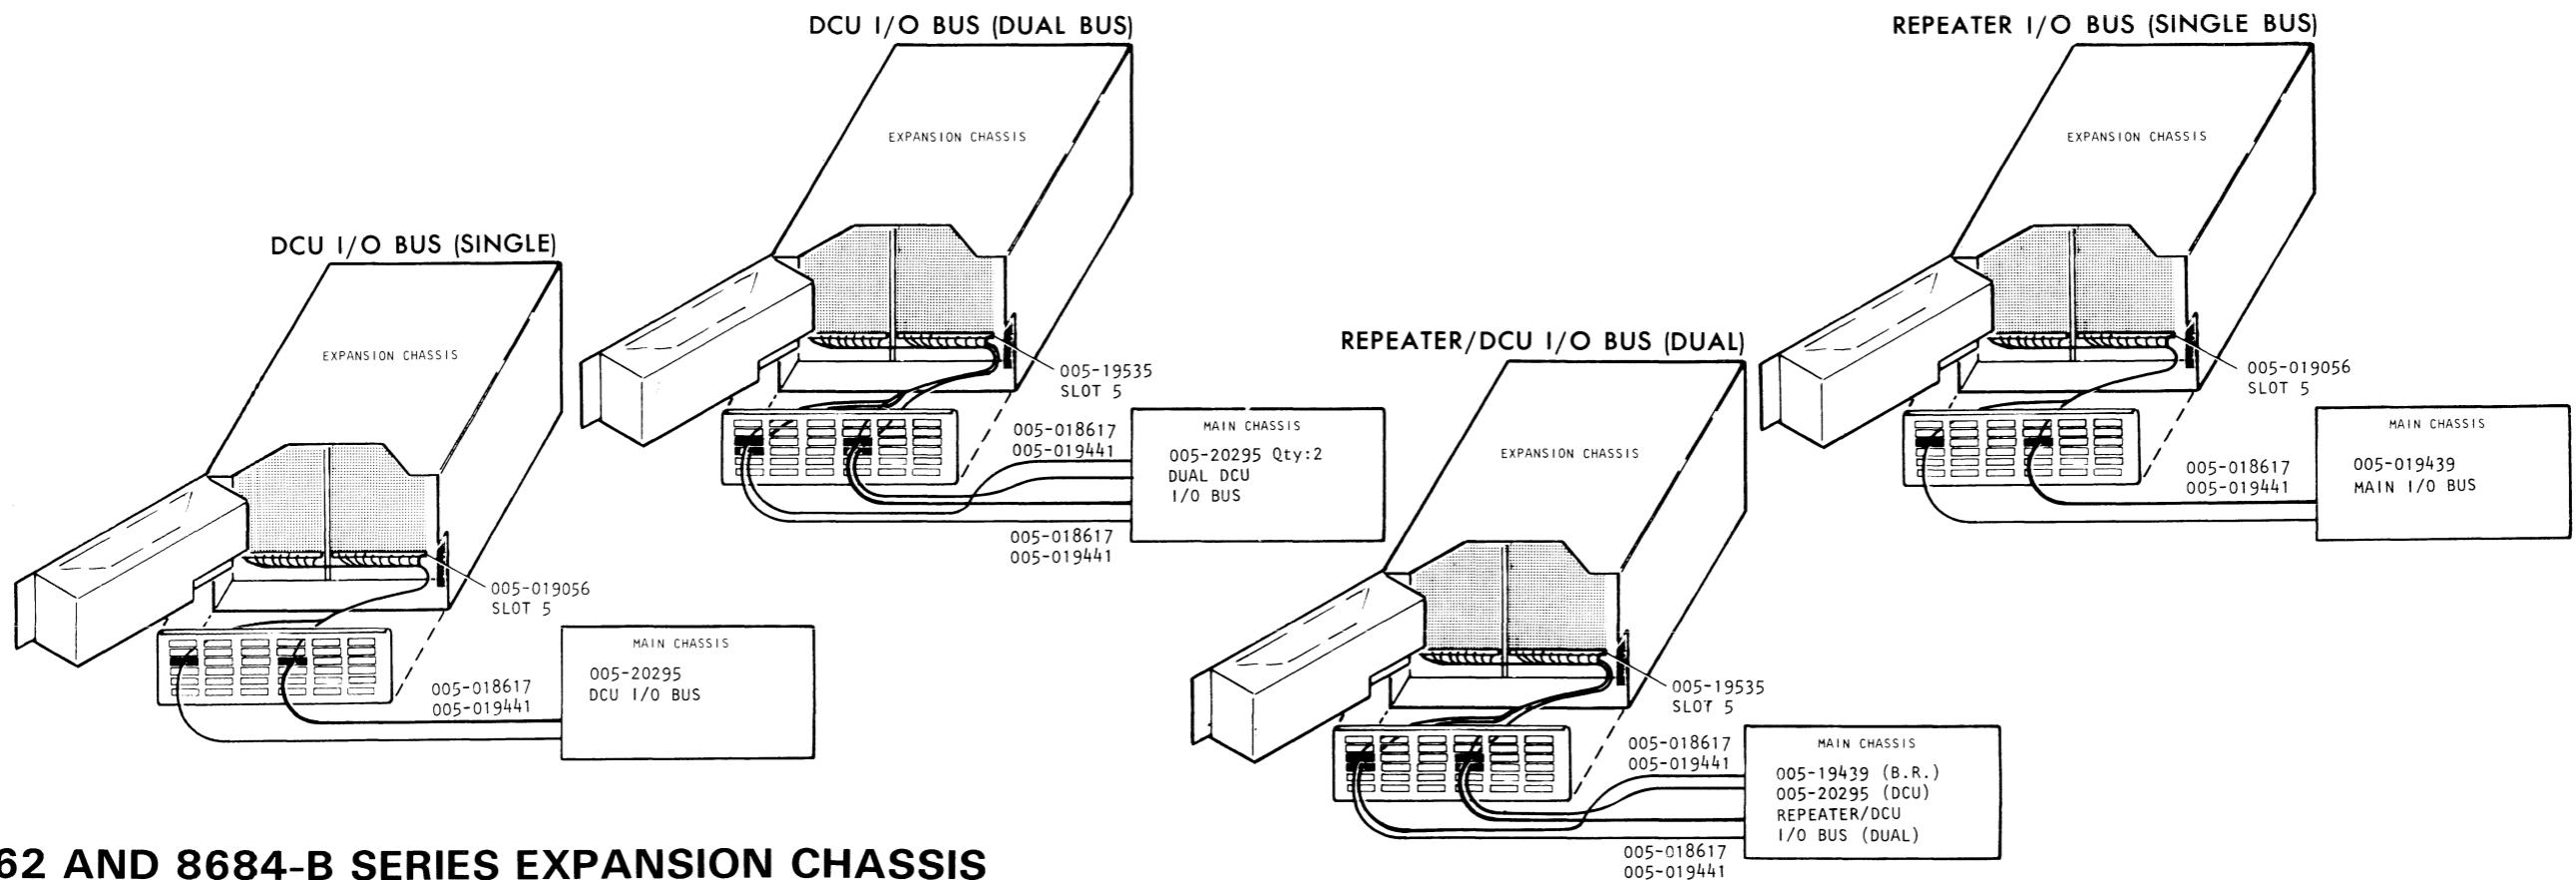 DCU I/O BUS (DUAL BUS)
EXPANSION CHASSIS
005-19535
SLOT 5
005-018617
005-019441
MAIN CHASSIS
005-20295 Qty:2
DUAL DCU
I/O BUS
005-018617
005-019441
REPEATER I/O BUS (SINGLE BUS)
EXPANSION CHASSIS
005-019056
SLOT 5
005-018617
005-019441
MAIN CHASSIS
005-019439
MAIN I/O BUS
DCU I/O BUS (SINGLE)
EXPANSION CHASSIS
005-019056
SLOT 5
005-018617
005-019441
MAIN CHASSIS
005-20295
DCU I/O BUS
REPEATER/DCU I/O BUS (DUAL)
EXPANSION CHASSIS
005-19535
SLOT 5
005-018617
005-019441
MAIN CHASSIS
005-19439 (B.R.)
005-20295 (DCU)
REPEATER/DCU
I/O BUS (DUAL)
005-018617
005-019441
62 AND 8684-B SERIES EXPANSION CHASSIS